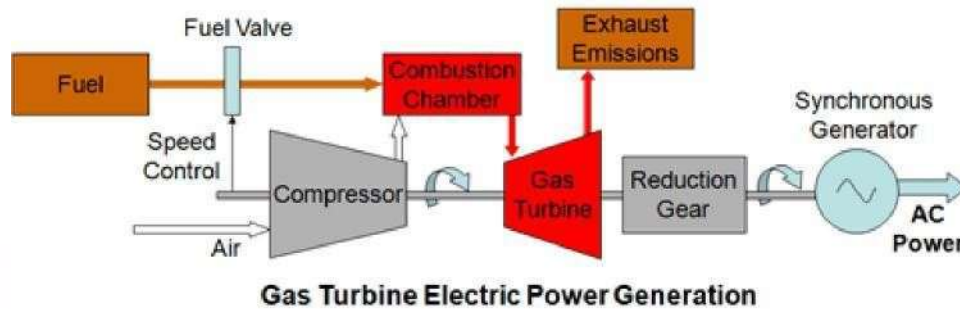 Fuel Valve
Fuel
Combustion
Chamber
Exhaust
Emissions
Synchronous
Generator
Speed
Control
Compressor
Gas
Turbine
Reduction
Gear
Air
AC
Power
Gas Turbine Electric Power Generation